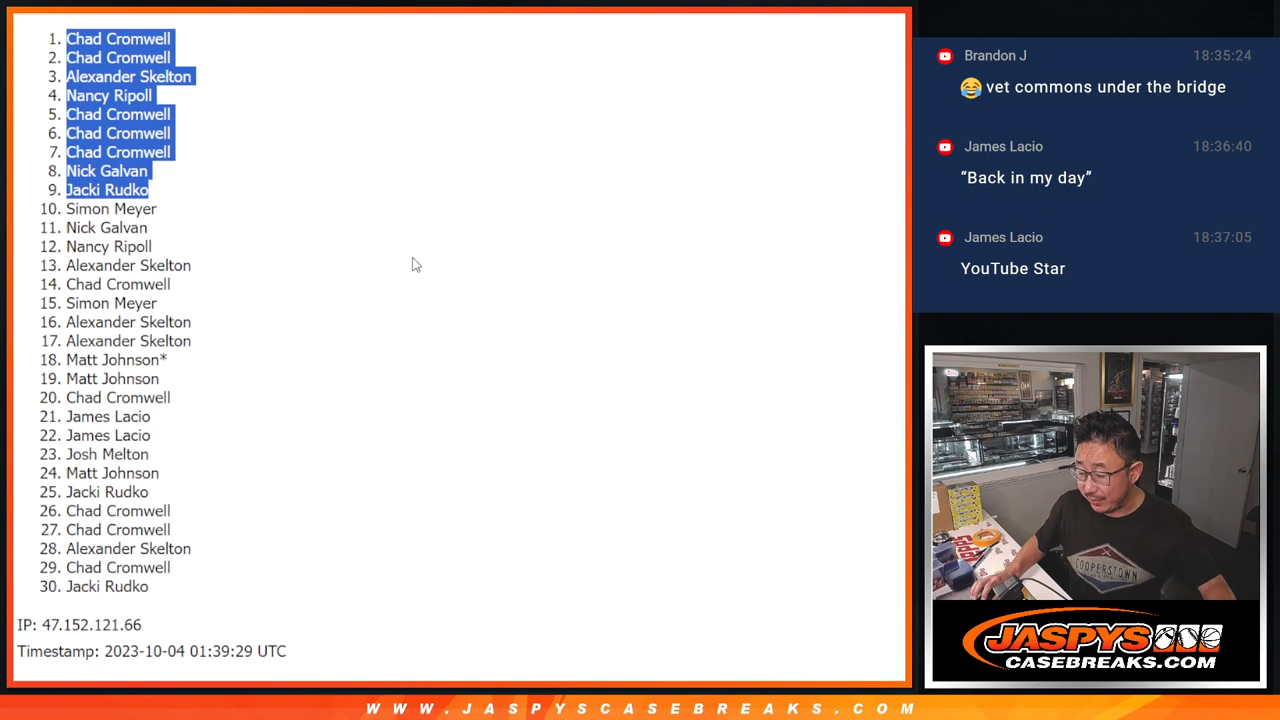 1. Chad Cromwell
2. Chad Cromwell
3. Alexander Skelton
4. Nancy Ripoll
5. Chad Cromwell
6. Chad Cromwell
7. Chad Cromwell
8. Nick Galvan
9. Jacki Rudko
10. Simon Meyer
11. Nick Galvan
12. Nancy Ripoll
13. Alexander Skelton
14. Chad Cromwell
15. Simon Meyer
16. Alexander Skelton
17. Alexander Skelton
18. Matt Johnson*
19. Matt Johnson
20. Chad Cromwell
21. James Lacio
22. James Lacio
23. Josh Melton
24. Matt Johnson
25. Jacki Rudko
26. Chad Cromwell
27. Chad Cromwell
28. Alexander Skelton
29. Chad Cromwell
30. Jacki Rudko
IP: 47.152.121.66
Timestamp: 2023-10-04 01:39:29 UTC
Brandon J 18:35:24
😂 vet commons under the bridge
James Lacio 18:36:40
“Back in my day”
James Lacio 18:37:05
YouTube Star
COOPERSTOWN
JASPYS
CASEBREAKS.COM
WWW.JASPYSCASEBREAKS.COM